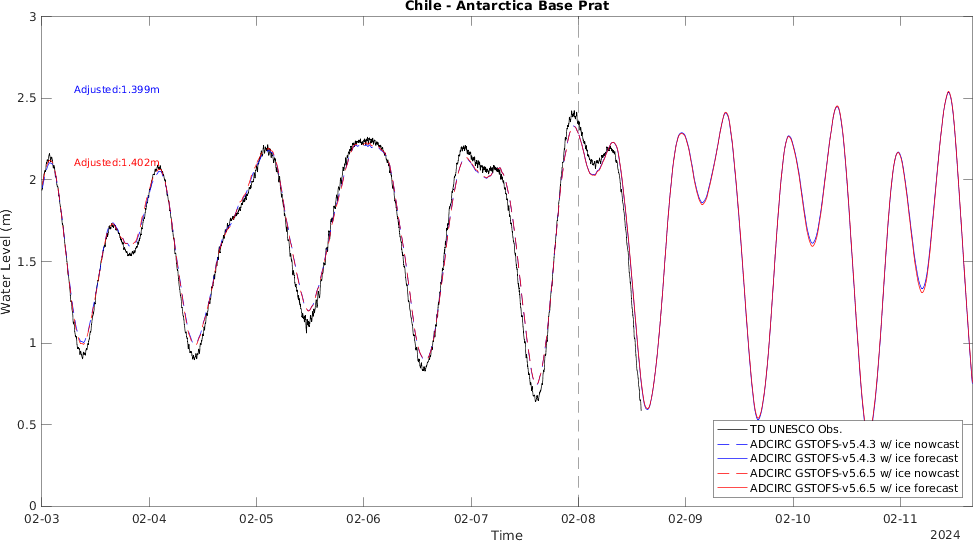 Chile - Antarctica Base Prat
3
2.5
2
1.5
1
0.5
0
Water Level (m)
Adjusted:1.399m
Adjusted:1.402m
TD UNESCO Obs.
ADCIRC GSTOFS-v5.4.3 w/ ice nowcast
ADCIRC GSTOFS-v5.4.3 w/ ice forecast
ADCIRC GSTOFS-v5.6.5 w/ ice nowcast
ADCIRC GSTOFS-v5.6.5 w/ ice forecast
02-03 02-04 02-05 02-06 02-07 02-08 02-09 02-10 02-11
Time
2024